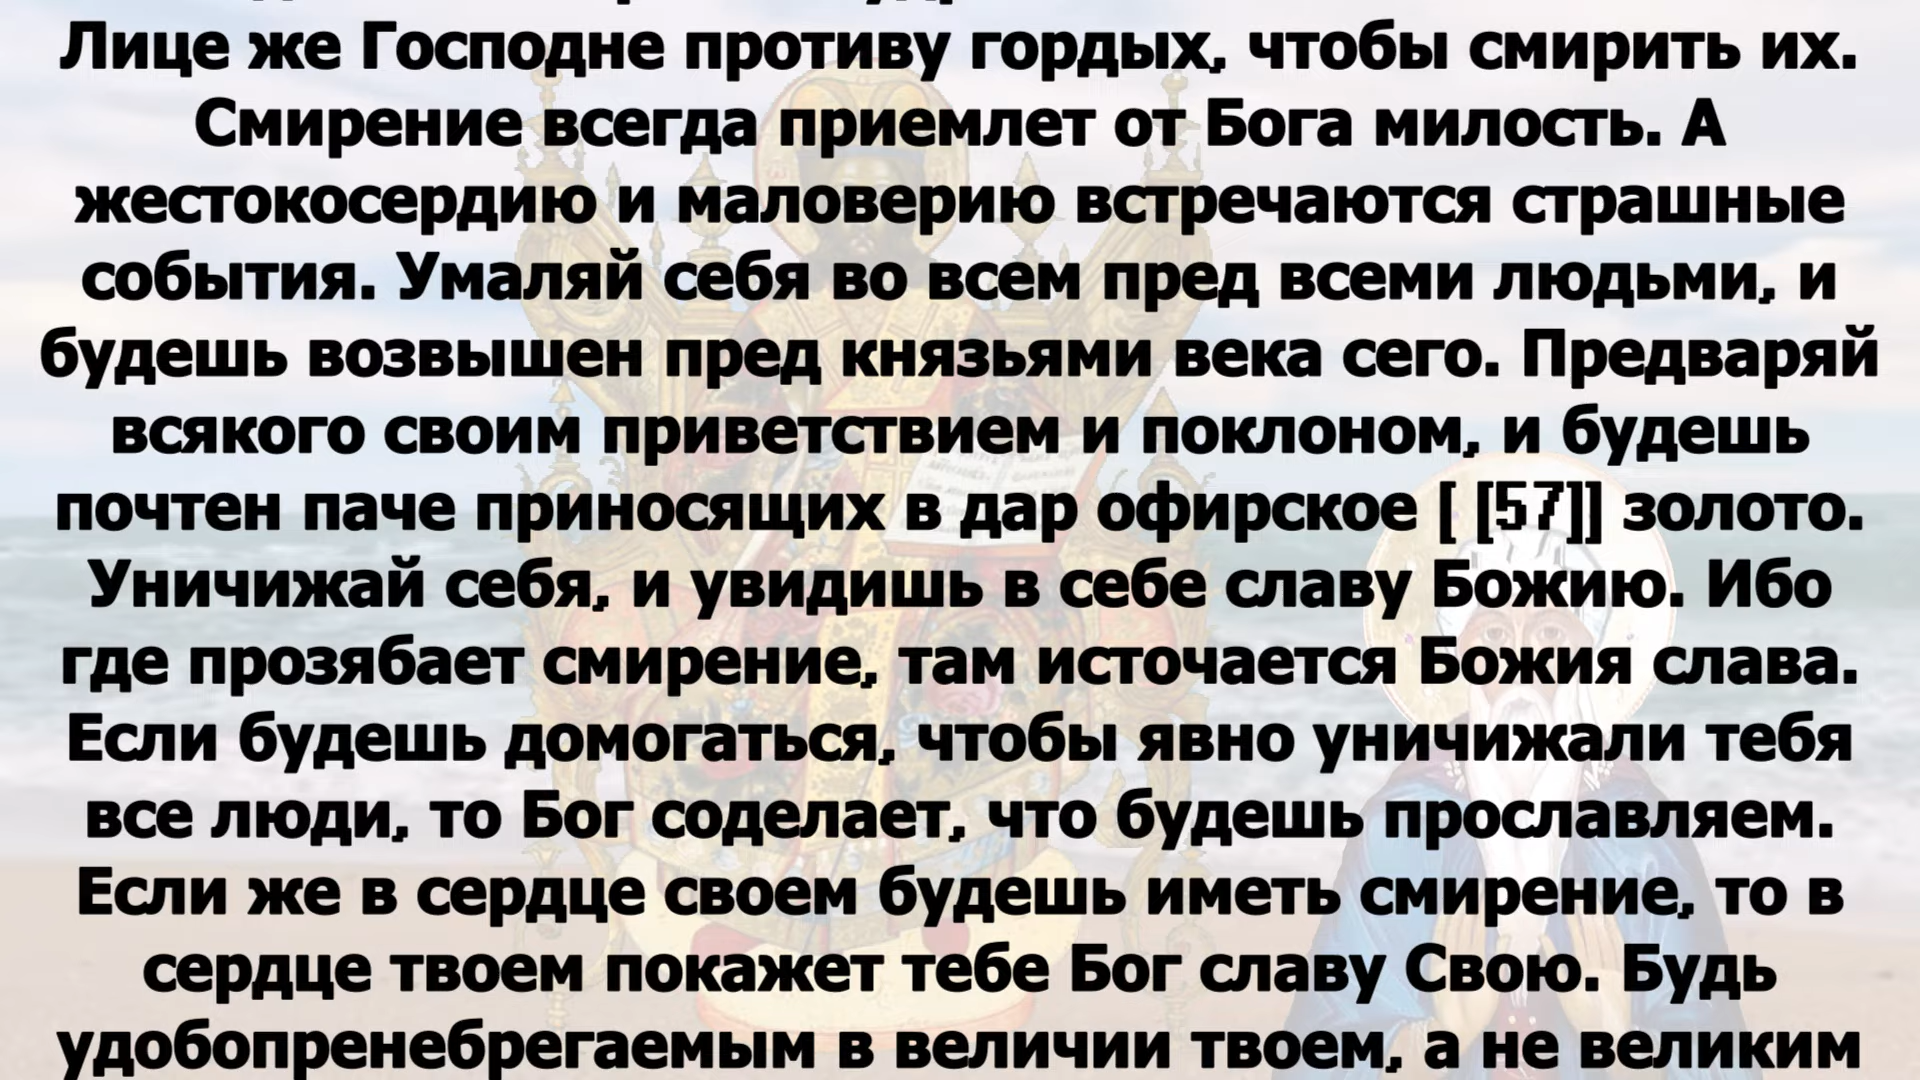 Лице же Господне противу гордых, чтобы смирить их.
Смирение всегда приемлет от Бога милость. А
жестокосердию и маловерию встречаются страшные
события. Умаляй себя во всем пред всеми людьми, и
будешь возвышен пред князьями века сего. Предваряй
всякого своим приветствием и поклоном, и будешь
почтен паче приносящих в дар офирское [ [57]] золото.
Уничижай себя, и увидишь в себе славу Божию. Ибо
где прозябает смирение, там источается Божия слава.
Если будешь домогаться, чтобы явно уничижали тебя
все люди, то Бог соделает, что будешь прославляем.
Если же в сердце своем будешь иметь смирение, то в
сердце твоем покажет тебе Бог славу Свою. Будь
удобопренебрегаемым в величии твоем, а не великим